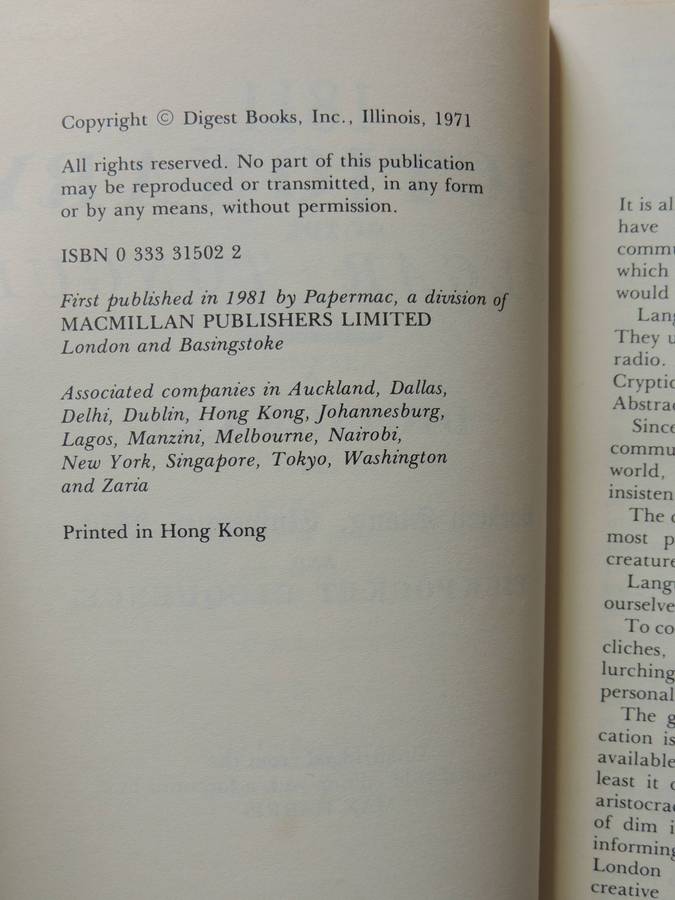 Copyright © Digest Books, Inc., Illinois, 1971
All rights reserved. No part of this publication
may be reproduced or transmitted, in any form
or by any means, without permission.
ISBN 0 333 31502 2
First published in 1981 by Papermac, a division of
MACMILLAN PUBLISHERS LIMITED
London and Basingstoke
Associated companies in Auckland, Dallas,
Delhi, Dublin, Hong Kong, Johannesburg,
Lagos, Manzini, Melbourne, Nairobi,
New York, Singapore, Tokyo, Washington
and Zaria
Printed in Hong Kong
It is al
have
commu
which
would
Lang
They u
radio.
Cryptic
Abstrac
Since
commu
world,
insisten
The c
most p
creature
Langu
ourselve
To co
cliches,
lurching
personal
The g
cation is
available
least it c
aristocrac
of dim i
informing
London
creative